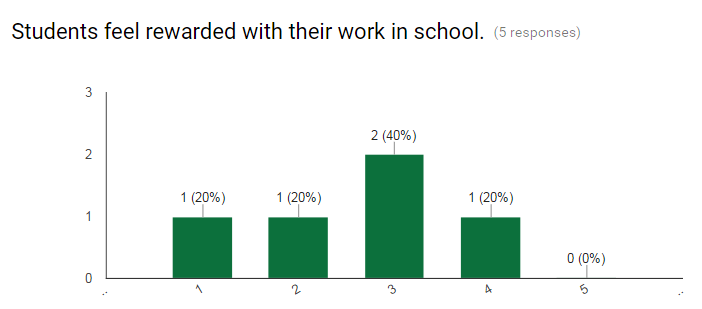 Students feel rewarded with their work in school. (5 responses)
3
2 (40%)
2
1 (20%) 1 (20%) 1 (20%)
1
0 (0%)
0
.. 1 2 3 4 5 ..